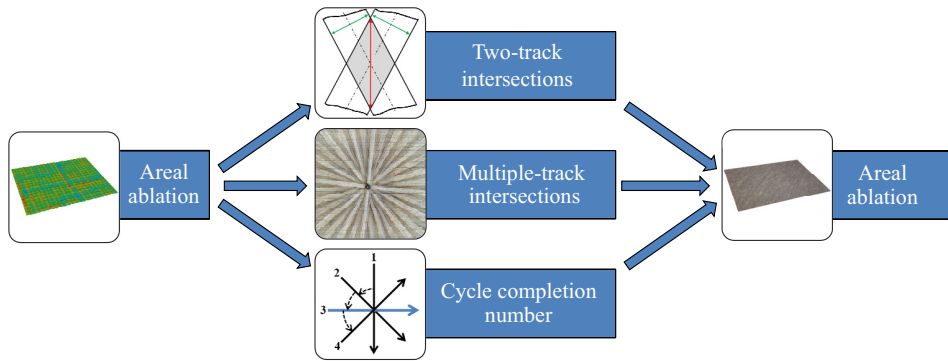 Two-track
intersections
Areal
ablation
Multiple-track
intersections
Areal
ablation
1
2
3
4
Cycle completion
number